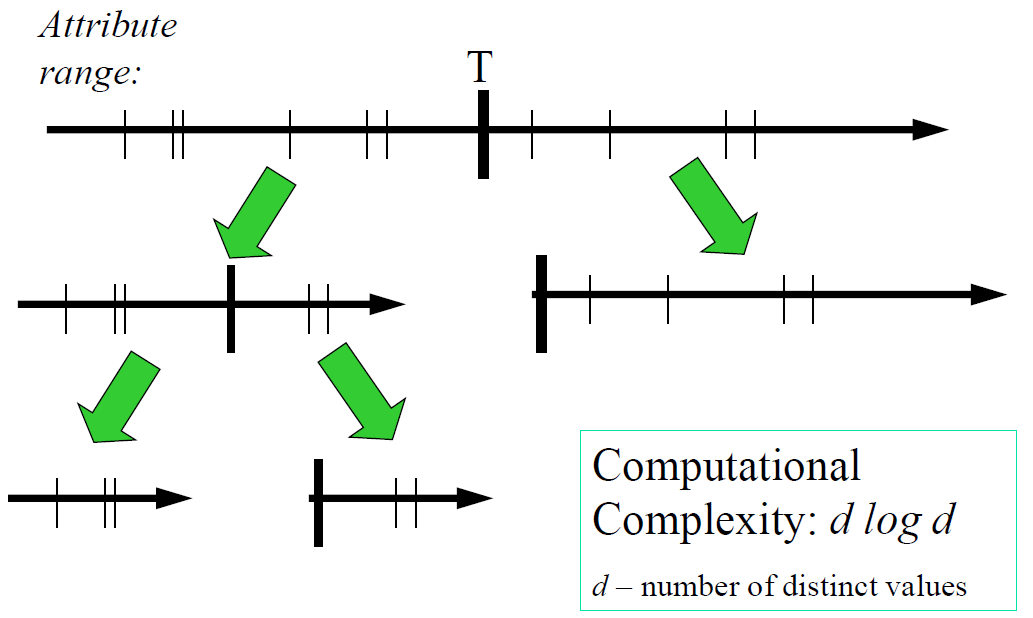 Attribute
range:
T
Computational
Complexity: d log d
d – number of distinct values